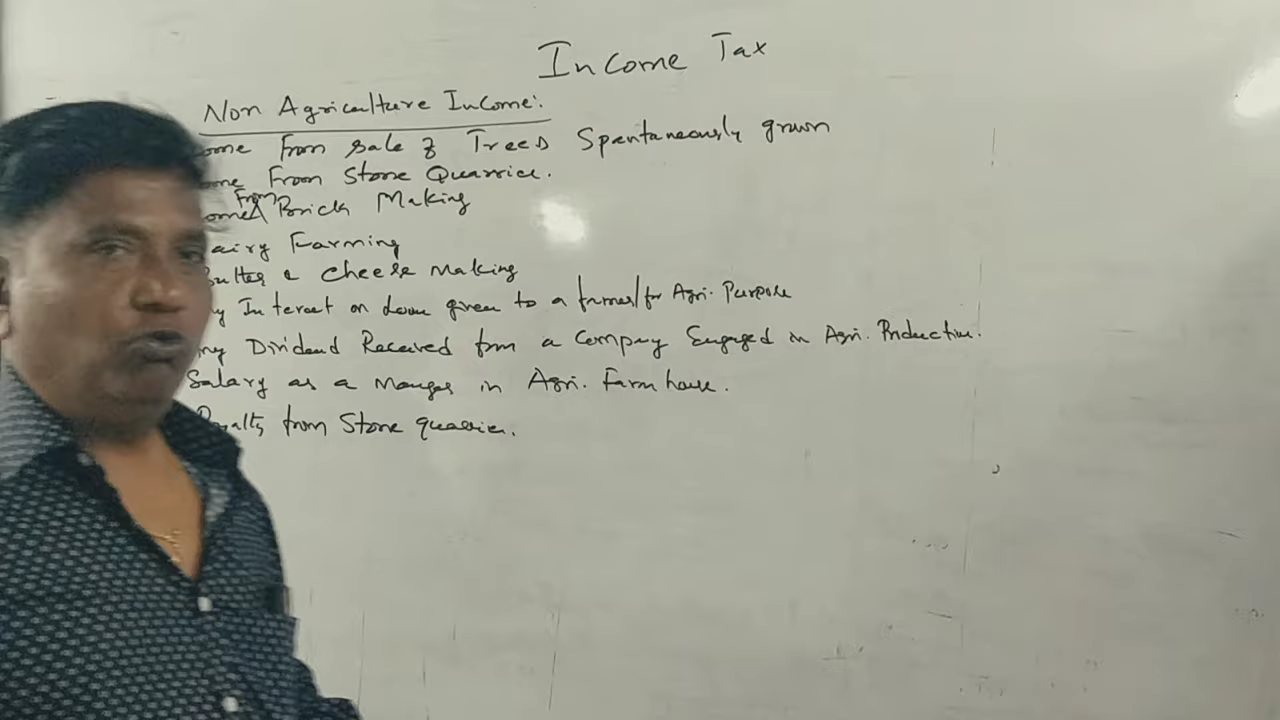 Income Tax
Non Agriculture Income:
ome From Sale of Trees Spontaneously grown
ome From Stone Quarries.
ome From Brick Making
airy Farming
utter & cheese Making
y Interest on loan given to a farmer/for Agri. Purpose
ny Dividend Received from a Company Engaged in Agri. Production.
Salary as a Manager in Agri. Farm house.
Royalty from Stone quarries.